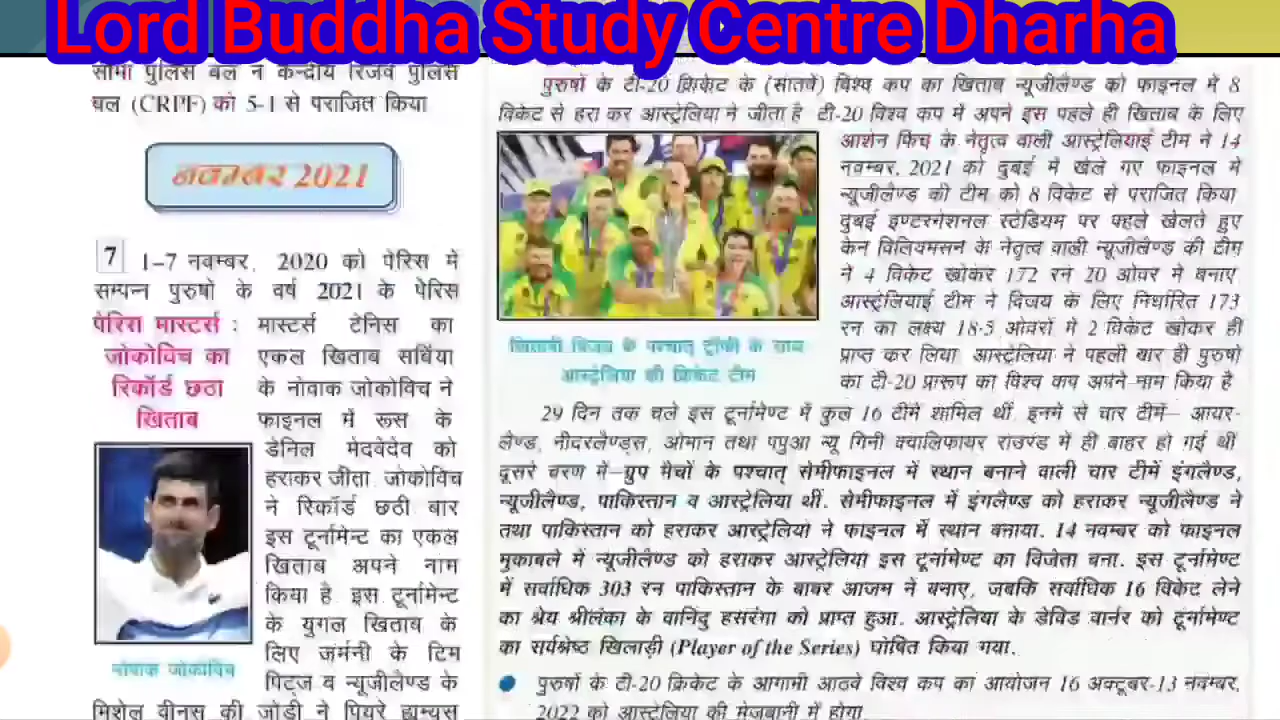 Lord Buddha Study Centre Dharha
सीमा पुलिस बल ने केन्द्रीय रिजर्व पुलिस
बल (CRPF) को 5-1 से पराजित किया
नवम्बर 2021
7 1–7 नवम्बर, 2020 को पेरिस में
सम्पन्न पुरुषों के वर्ष 2021 के पेरिस
पेरिस मास्टर्स : मास्टर्स टेनिस का
जोकोविच का एकल खिताब सर्बिया
रिकॉर्ड छठा के नोवाक जोकोविच ने
खिताब फाइनल में रूस के
डेनिल मेदवेदेव को
हराकर जीता जोकोविच
ने रिकॉर्ड छठी बार
इस टूर्नामेन्ट का एकल
खिताब अपने नाम
किया है. इस टूर्नामेन्ट
के युगल खिताब के
लिए जर्मनी के टिम
नोवाक जोकोविच
पिट्ज व न्यूजीलैण्ड के
मिशेल वीनस की जोड़ी ने पियरे ह्यूग्स
पुरुषों के टी-20 क्रिकेट के (सातवें) विश्व कप का खिताब न्यूजीलैण्ड को फाइनल में 8
विकेट से हरा कर आस्ट्रेलिया ने जीता है टी-20 विश्व कप में अपने इस पहले ही खिताब के लिए
आरोन फिंच के नेतृत्व वाली आस्ट्रेलियाई टीम ने 14
नवम्बर, 2021 को दुबई में खेले गए फाइनल में
न्यूजीलैण्ड की टीम को 8 विकेट से पराजित किया
दुबई इण्टरनेशनल स्टेडियम पर पहले खेलते हुए
केन विलियमसन के नेतृत्व वाली न्यूजीलैण्ड की टीम
ने 4 विकेट खोकर 172 रन 20 ओवर में बनाए
आस्ट्रेलियाई टीम ने विजय के लिए निर्धारित 173
रन का लक्ष्य 18·5 ओवरों में 2 विकेट खोकर ही
प्राप्त कर लिया आस्ट्रेलिया ने पहली बार ही पुरुषों
का टी-20 प्रारूप का विश्व कप अपने नाम किया है
खिताबी विजय के पश्चात् ट्रॉफी के साथ
आस्ट्रेलिया की क्रिकेट टीम
29 दिन तक चले इस टूर्नामेण्ट में कुल 16 टीमें शामिल थीं. इनमें से चार टीमें– आयर-
लैण्ड, नीदरलैण्ड्स, ओमान तथा पपुआ न्यू गिनी क्वालिफायर राउण्ड में ही बाहर हो गई थीं
दूसरे चरण में–ग्रुप मैचों के पश्चात् सेमीफाइनल में स्थान बनाने वाली चार टीमें इंगलैण्ड,
न्यूजीलैण्ड, पाकिस्तान व आस्ट्रेलिया थीं. सेमीफाइनल में इंगलैण्ड को हराकर न्यूजीलैण्ड ने
तथा पाकिस्तान को हराकर आस्ट्रेलिया ने फाइनल में स्थान बनाया. 14 नवम्बर को फाइनल
मुकाबले में न्यूजीलैण्ड को हराकर आस्ट्रेलिया इस टूर्नामेण्ट का विजेता बना. इस टूर्नामेण्ट
में सर्वाधिक 303 रन पाकिस्तान के बाबर आजम ने बनाए, जबकि सर्वाधिक 16 विकेट लेने
का श्रेय श्रीलंका के वानिंदु हसरंगा को प्राप्त हुआ. आस्ट्रेलिया के डेविड वार्नर को टूर्नामेण्ट
का सर्वश्रेष्ठ खिलाड़ी (Player of the Series) घोषित किया गया.
● पुरुषों के टी-20 क्रिकेट के आगामी आठवें विश्व कप का आयोजन 16 अक्टूबर-13 नवम्बर,
2022 को आस्ट्रेलिया की मेजबानी में होगा